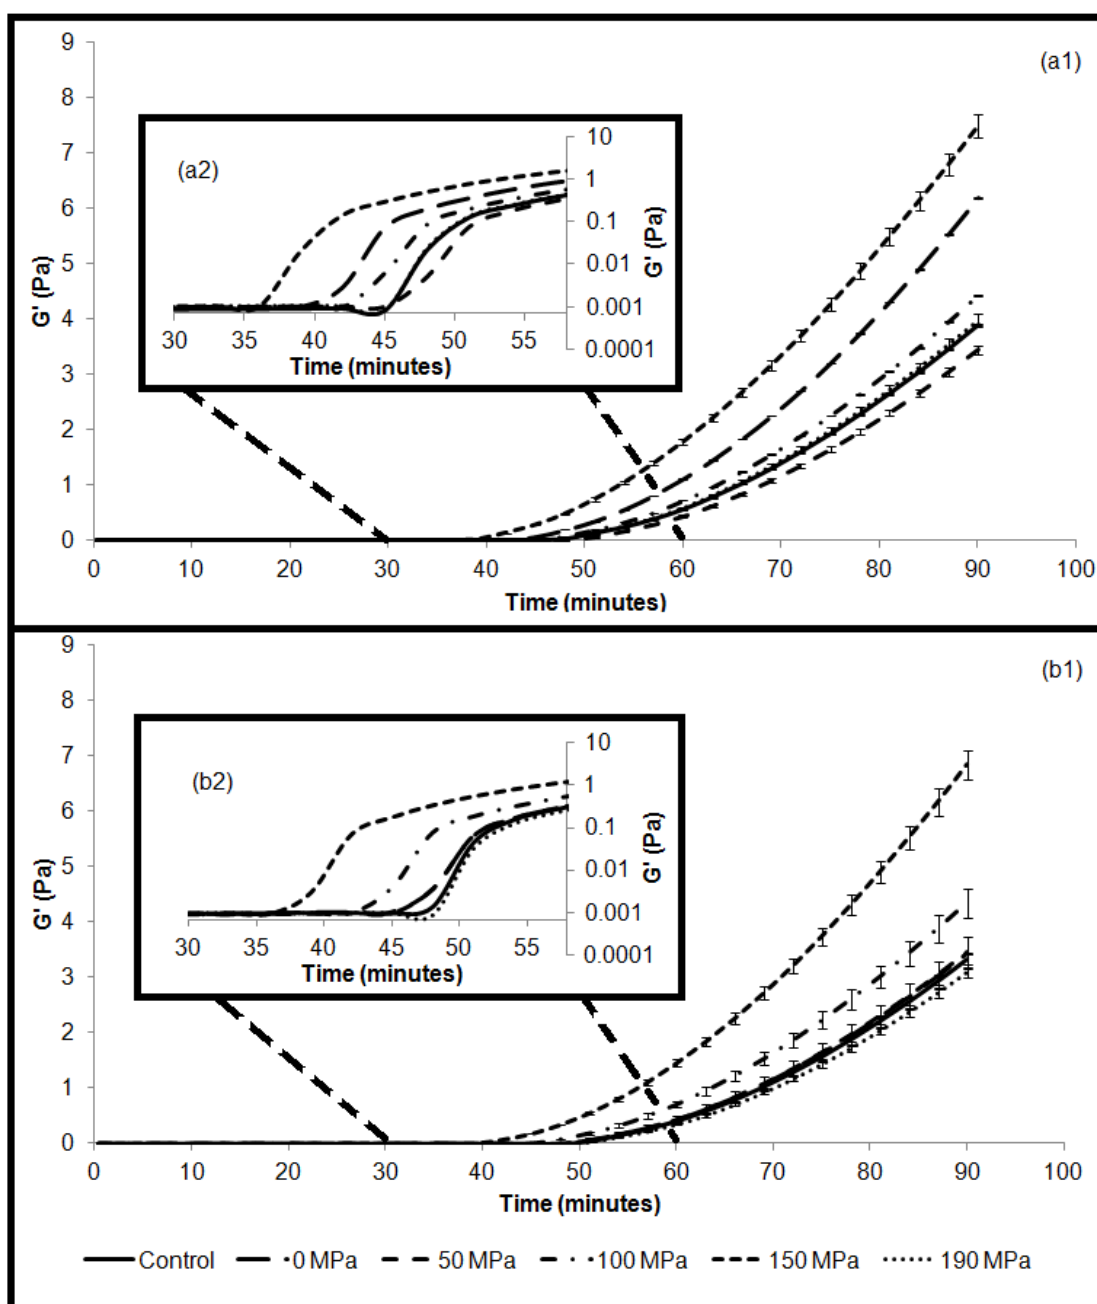 (a1)
9
8
7
6
5
4
3
2
1
0
G' (Pa)
0 10 20 30 40 50 60 70 80 90 100
Time (minutes)
(a2)
10
1
0.1
0.01
0.001
0.0001
G' (Pa)
30 35 40 45 50 55
Time (minutes)
(b1)
9
8
7
6
5
4
3
2
1
0
G' (Pa)
0 10 20 30 40 50 60 70 80 90 100
Time (minutes)
(b2)
10
1
0.1
0.01
0.001
0.0001
G' (Pa)
30 35 40 45 50 55
Time (minutes)
Control 0 MPa 50 MPa 100 MPa 150 MPa 190 MPa